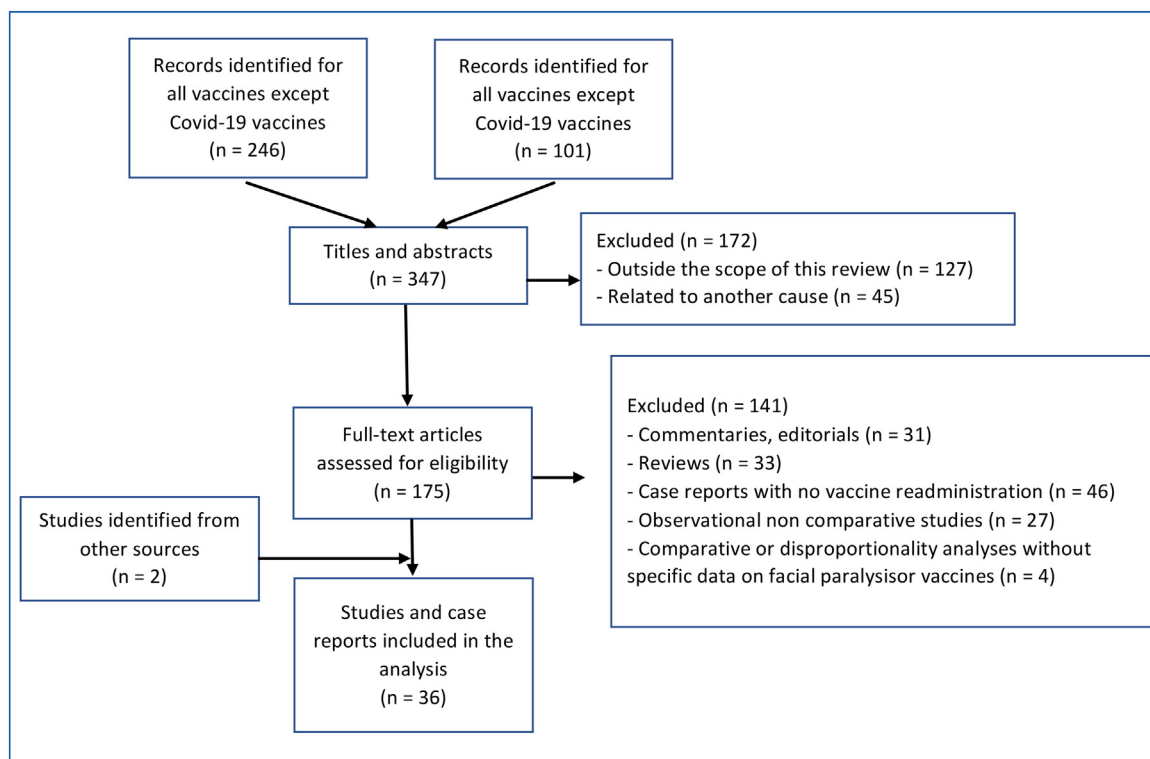 Records identified for
all vaccines except
Covid-19 vaccines
(n = 246)
Records identified for
all vaccines except
Covid-19 vaccines
(n = 101)
Titles and abstracts
(n = 347)
Excluded (n = 172)
- Outside the scope of this review (n = 127)
- Related to another cause (n = 45)
Full-text articles
assessed for eligibility
(n = 175)
Excluded (n = 141)
- Commentaries, editorials (n = 31)
- Reviews (n = 33)
- Case reports with no vaccine readministration (n = 46)
- Observational non comparative studies (n = 27)
- Comparative or disproportionality analyses without
specific data on facial paralysisor vaccines (n = 4)
Studies identified from
other sources
(n = 2)
Studies and case
reports included in the
analysis
(n = 36)